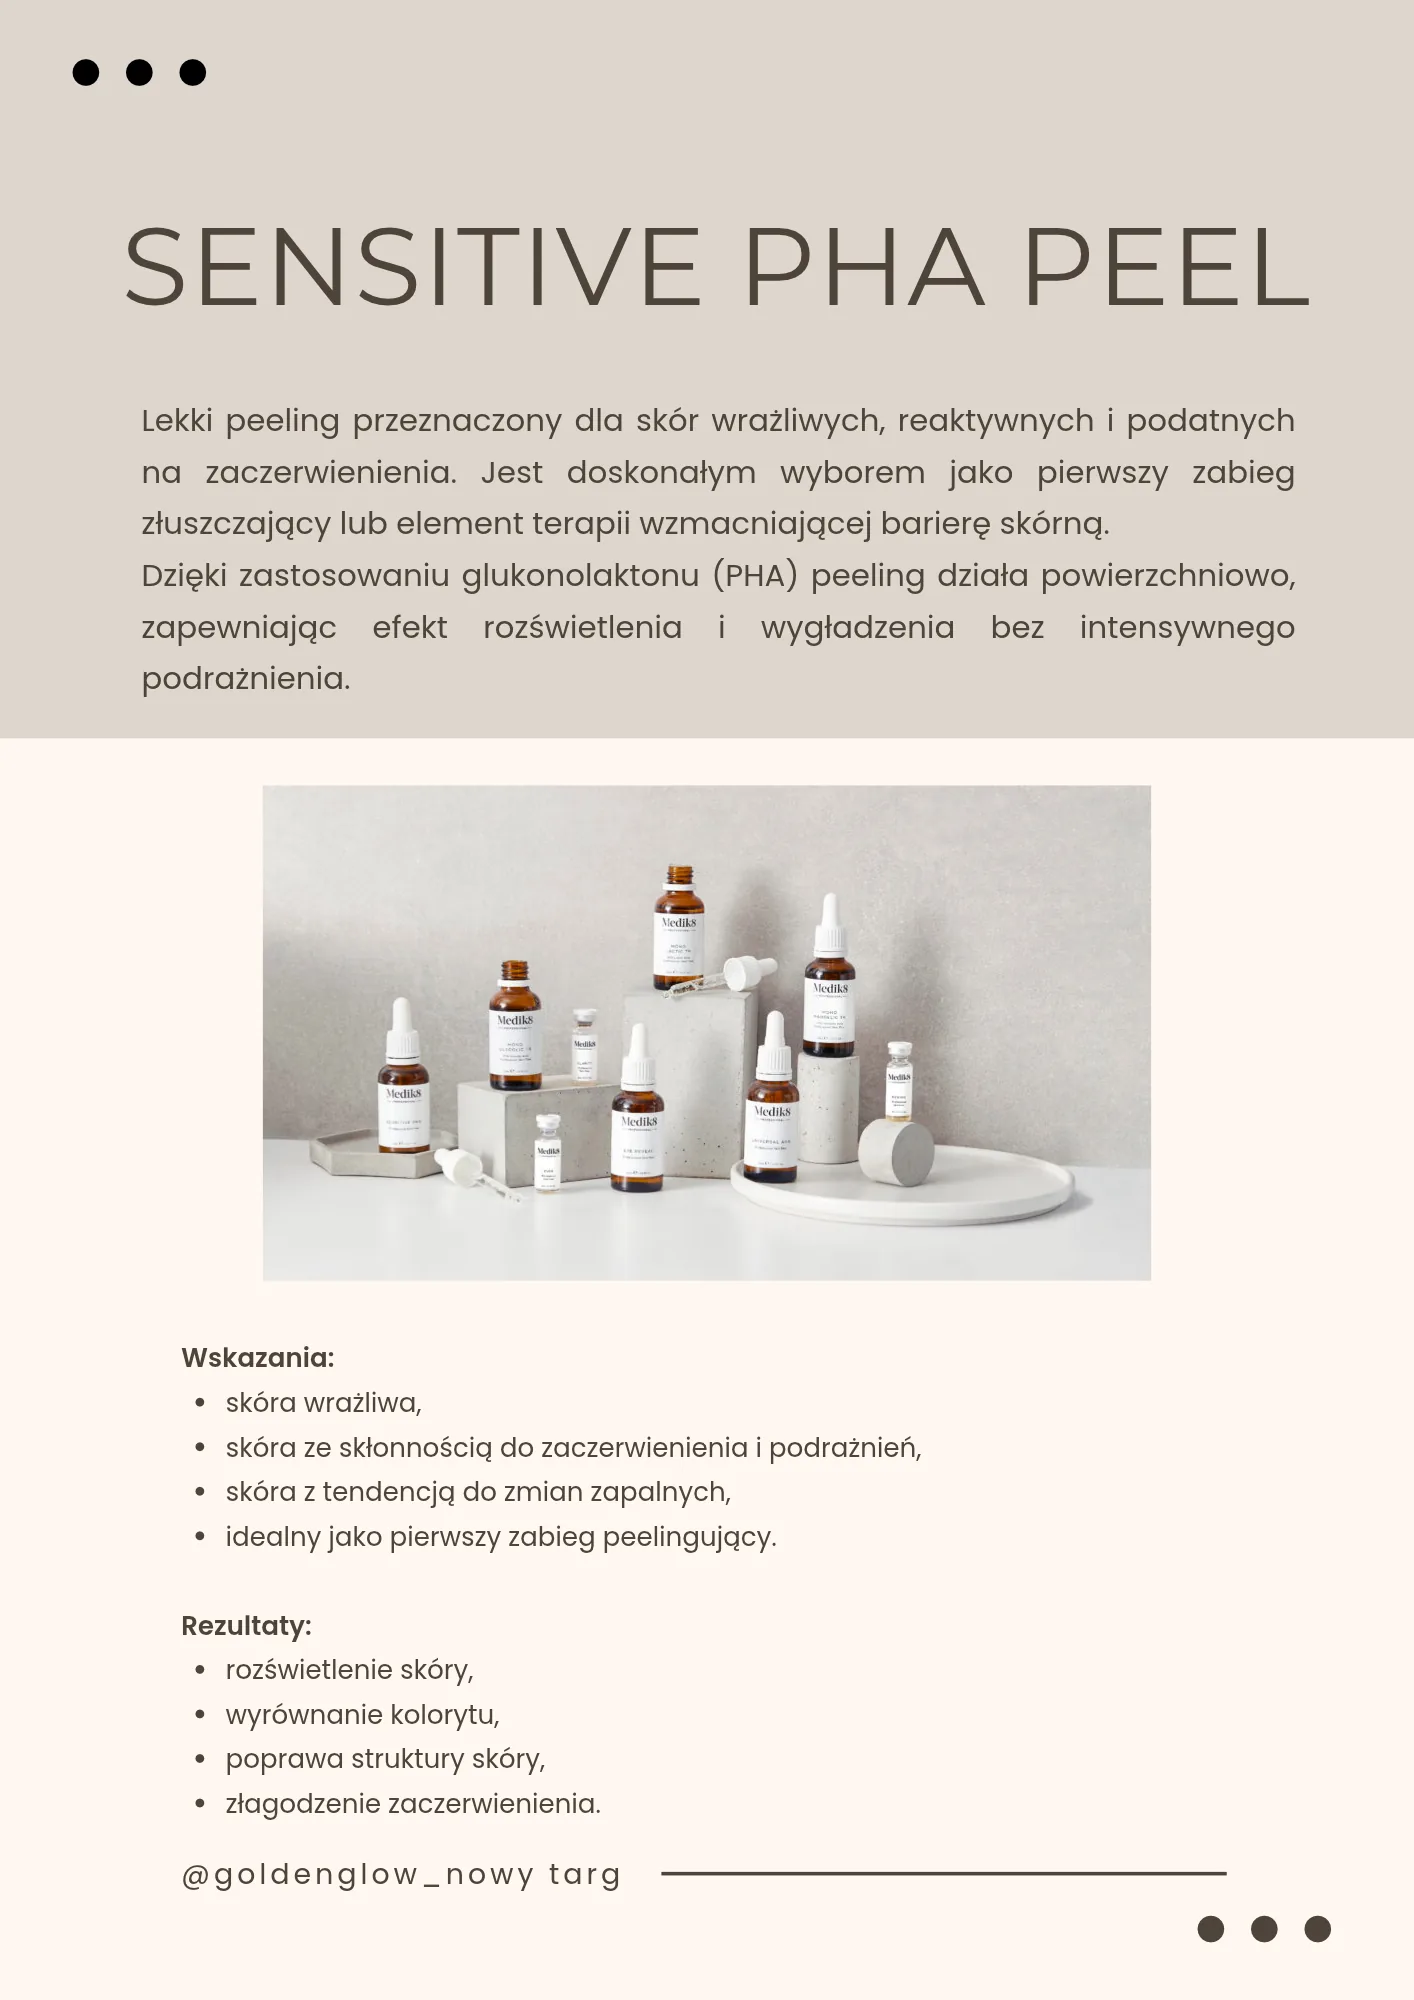 SENSITIVE PHA PEEL
Lekki peeling przeznaczony dla skór wrażliwych, reaktywnych i podatnych
na zaczerwienienia. Jest doskonałym wyborem jako pierwszy zabieg
złuszczający lub element terapii wzmacniającej barierę skórną.
Dzięki zastosowaniu glukonolaktonu (PHA) peeling działa powierzchniowo,
zapewniając efekt rozświetlenia i wygładzenia bez intensywnego
podrażnienia.
Medik8
Medik8
Medik8
Medik8
Medik8
Medik8
Medik8
Medik8
Medik8
Wskazania:
• skóra wrażliwa,
• skóra ze skłonnością do zaczerwienienia i podrażnień,
• skóra z tendencją do zmian zapalnych,
• idealny jako pierwszy zabieg peelingujący.
Rezultaty:
• rozświetlenie skóry,
• wyrównanie kolorytu,
• poprawa struktury skóry,
• złagodzenie zaczerwienienia.
@goldenglow_nowy targ